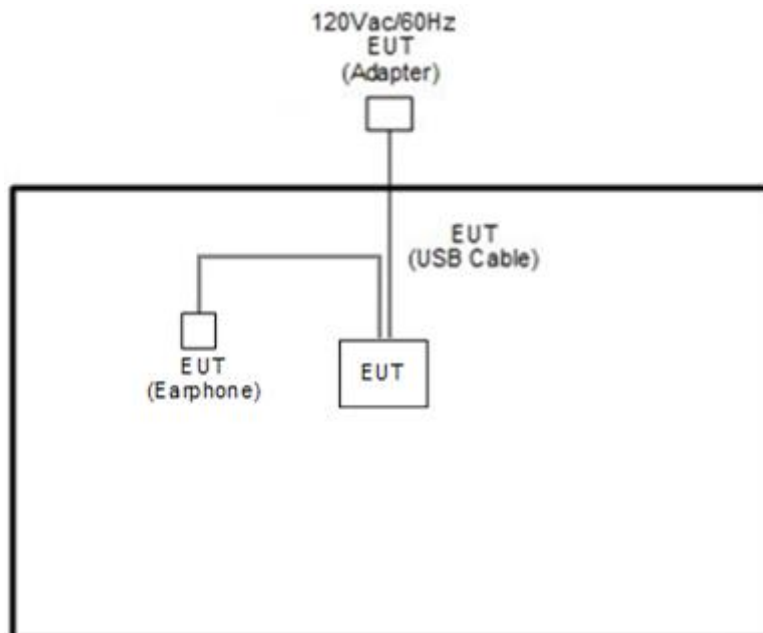 120Vac/60Hz
EUT
(Adapter)
EUT
(USB Cable)
EUT
(Earphone)
EUT